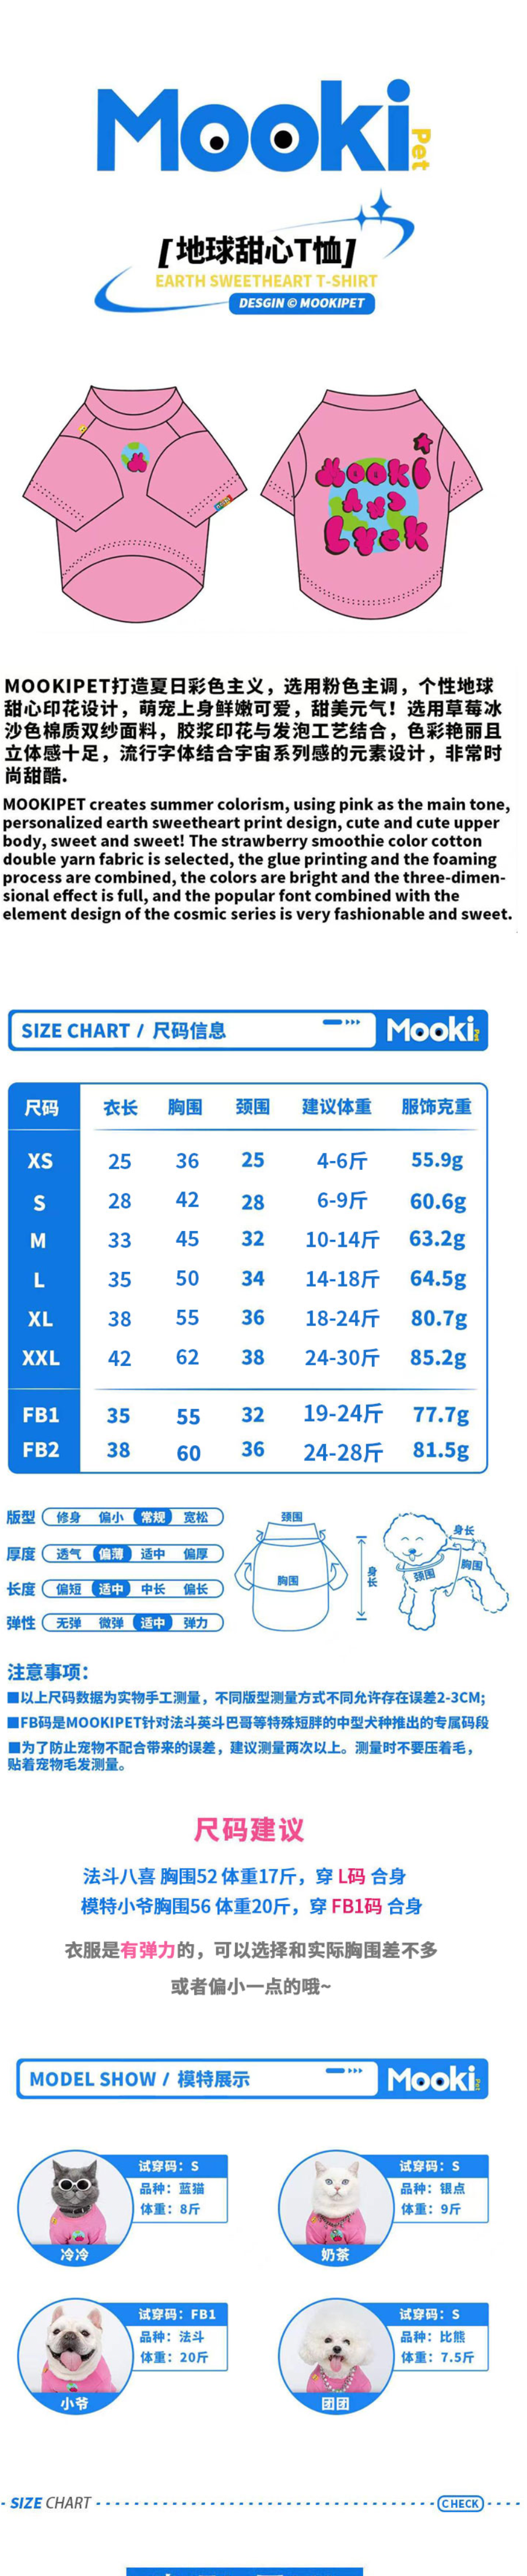 Mooki Pet
[地球甜心T恤]
EARTH SWEETHEART T-SHIRT
DESGIN © MOOKIPET
MOOKI
AND
LUCK
MOOKIPET打造夏日彩色主义，选用粉色主调，个性地球
甜心印花设计，萌宠上身鲜嫩可爱，甜美元气！选用草莓冰
沙色棉质双纱面料，胶浆印花与发泡工艺结合，色彩艳丽且
立体感十足，流行字体结合宇宙系列感的元素设计，非常时
尚甜酷.
MOOKIPET creates summer colorism, using pink as the main tone,
personalized earth sweetheart print design, cute and cute upper
body, sweet and sweet! The strawberry smoothie color cotton
double yarn fabric is selected, the glue printing and the foaming
process are combined, the colors are bright and the three-dimen-
sional effect is full, and the popular font combined with the
element design of the cosmic series is very fashionable and sweet.
SIZE CHART / 尺码信息 Mooki Pet
尺码 衣长 胸围 颈围 建议体重 服饰克重
XS 25 36 25 4-6斤 55.9g
S 28 42 28 6-9斤 60.6g
M 33 45 32 10-14斤 63.2g
L 35 50 34 14-18斤 64.5g
XL 38 55 36 18-24斤 80.7g
XXL 42 62 38 24-30斤 85.2g
FB1 35 55 32 19-24斤 77.7g
FB2 38 60 36 24-28斤 81.5g
版型 修身 偏小 常规 宽松
厚度 透气 偏薄 适中 偏厚
长度 偏短 适中 中长 偏长
弹性 无弹 微弹 适中 弹力
颈围
胸围
身长
身长
胸围
颈围
注意事项：
■以上尺码数据为实物手工测量，不同版型测量方式不同允许存在误差2-3CM;
■FB码是MOOKIPET针对法斗英斗巴哥等特殊短胖的中型犬种推出的专属码段
■为了防止宠物不配合带来的误差，建议测量两次以上。测量时不要压着毛，
贴着宠物毛发测量。
尺码建议
法斗八喜 胸围52 体重17斤，穿 L码 合身
模特小爷胸围56 体重20斤，穿 FB1码 合身
衣服是有弹力的，可以选择和实际胸围差不多
或者偏小一点的哦~
MODEL SHOW / 模特展示 Mooki Pet
试穿码：S
品种：蓝猫
体重：8斤
冷冷
试穿码：S
品种：银点
体重：9斤
奶茶
试穿码：FB1
品种：法斗
体重：20斤
小爷
试穿码：S
品种：比熊
体重：7.5斤
团团
SIZE CHART CHECK